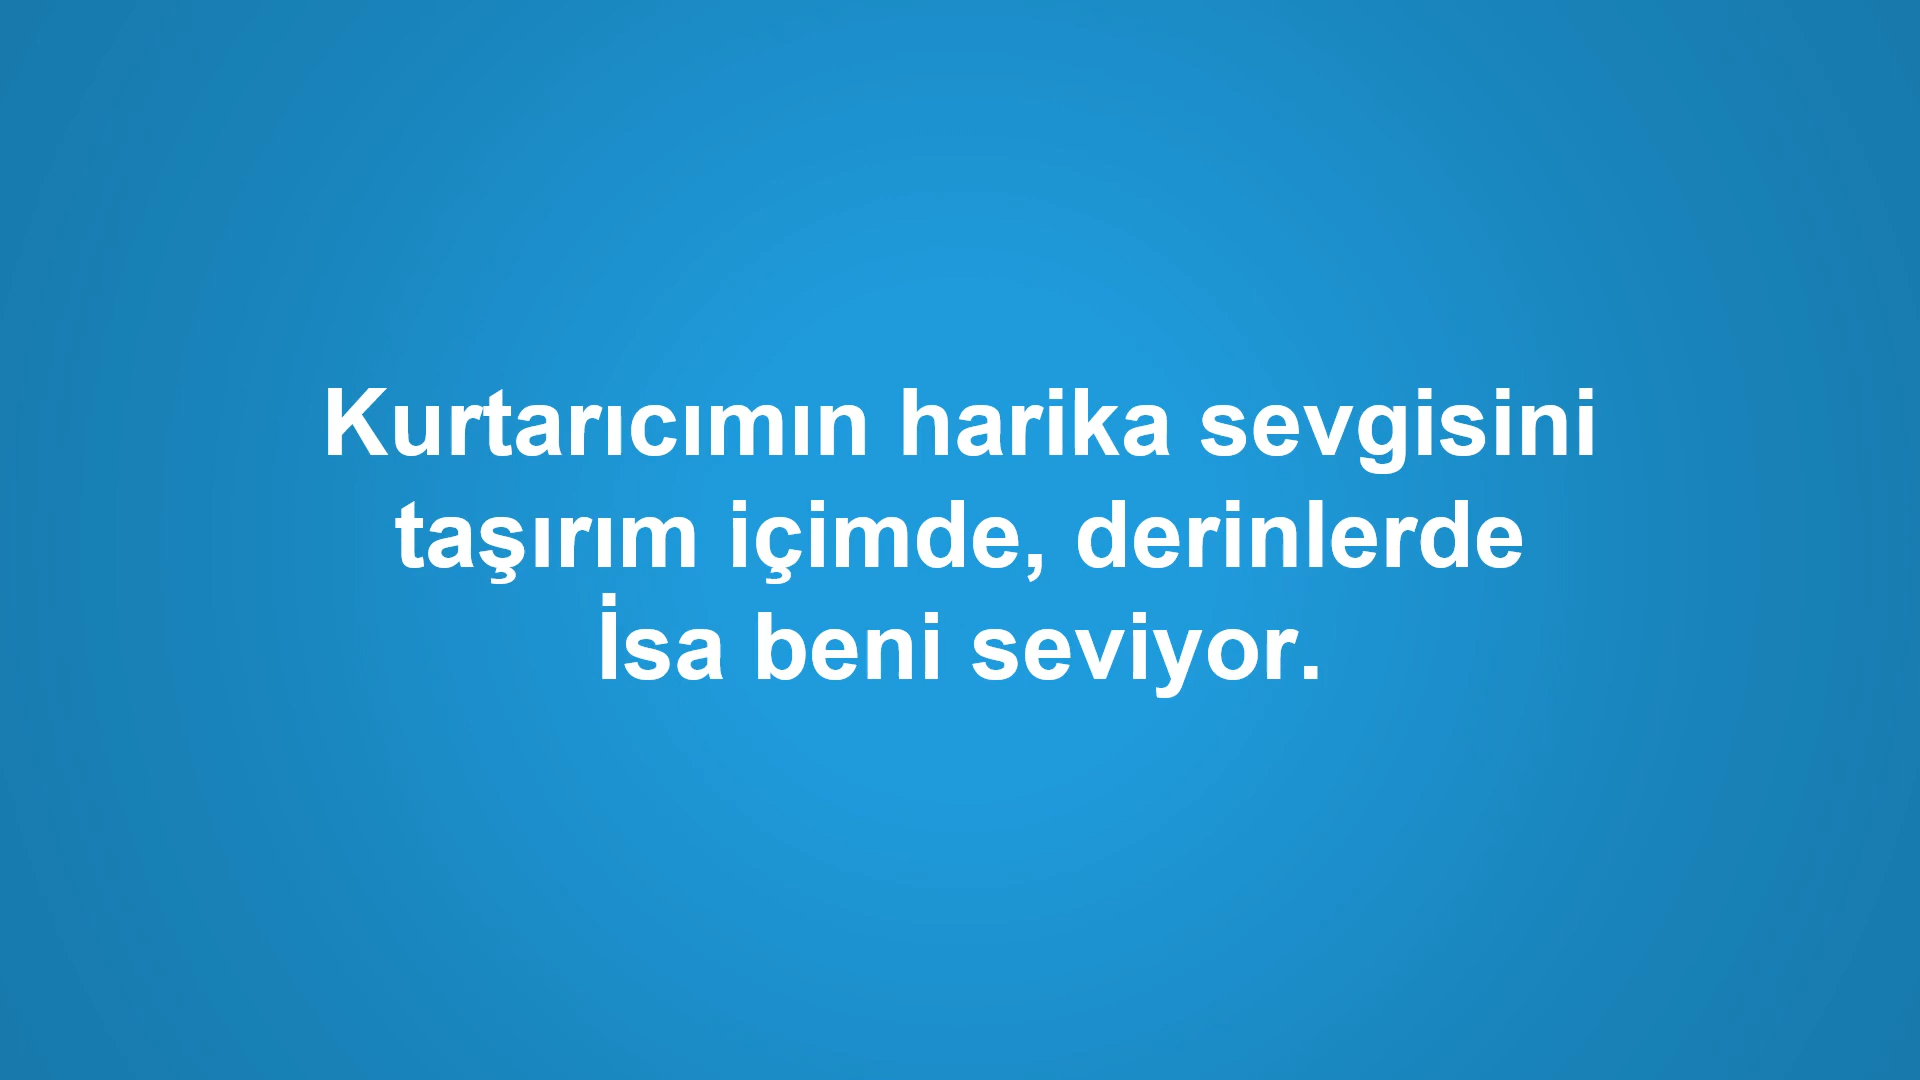 Kurtarıcımın harika sevgisini
taşırım içimde, derinlerde
İsa beni seviyor.